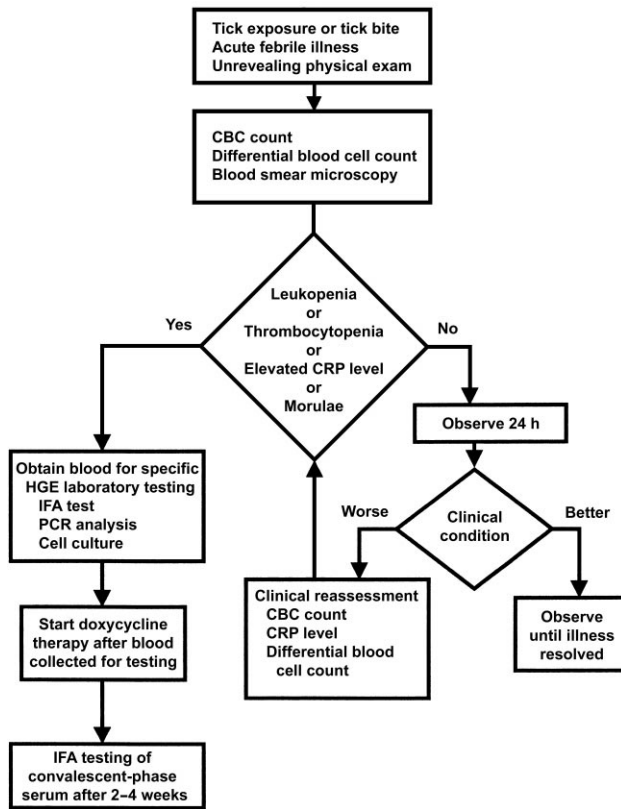 Tick exposure or tick bite
Acute febrile illness
Unrevealing physical exam
CBC count
Differential blood cell count
Blood smear microscopy
Leukopenia
or
Thrombocytopenia
or
Elevated CRP level
or
Morulae
Yes
No
Obtain blood for specific
HGE laboratory testing
IFA test
PCR analysis
Cell culture
Start doxycycline
therapy after blood
collected for testing
IFA testing of
convalescent-phase
serum after 2–4 weeks
Observe 24 h
Clinical
condition
Worse
Better
Clinical reassessment
CBC count
CRP level
Differential blood
cell count
Observe
until illness
resolved